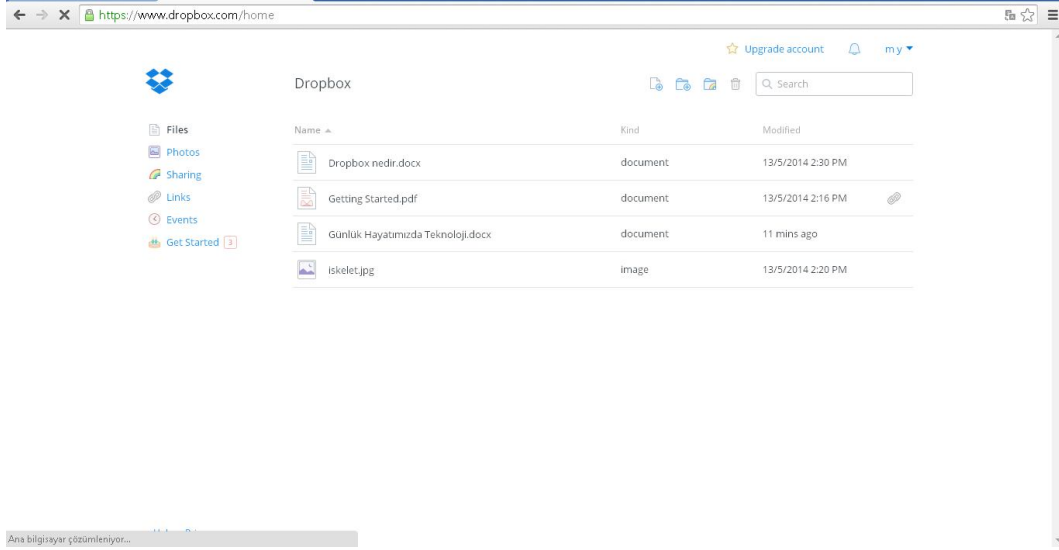 https://www.dropbox.com/home
Upgrade account
m y
Dropbox
Search
Files
Photos
Sharing
Links
Events
Get Started 3
Name Kind Modified
Dropbox nedir.docx document 13/5/2014 2:30 PM
Getting Started.pdf document 13/5/2014 2:16 PM
Günlük Hayatımızda Teknoloji.docx document 11 mins ago
iskelet.jpg image 13/5/2014 2:20 PM
Ana bilgisayar çözümleniyor...